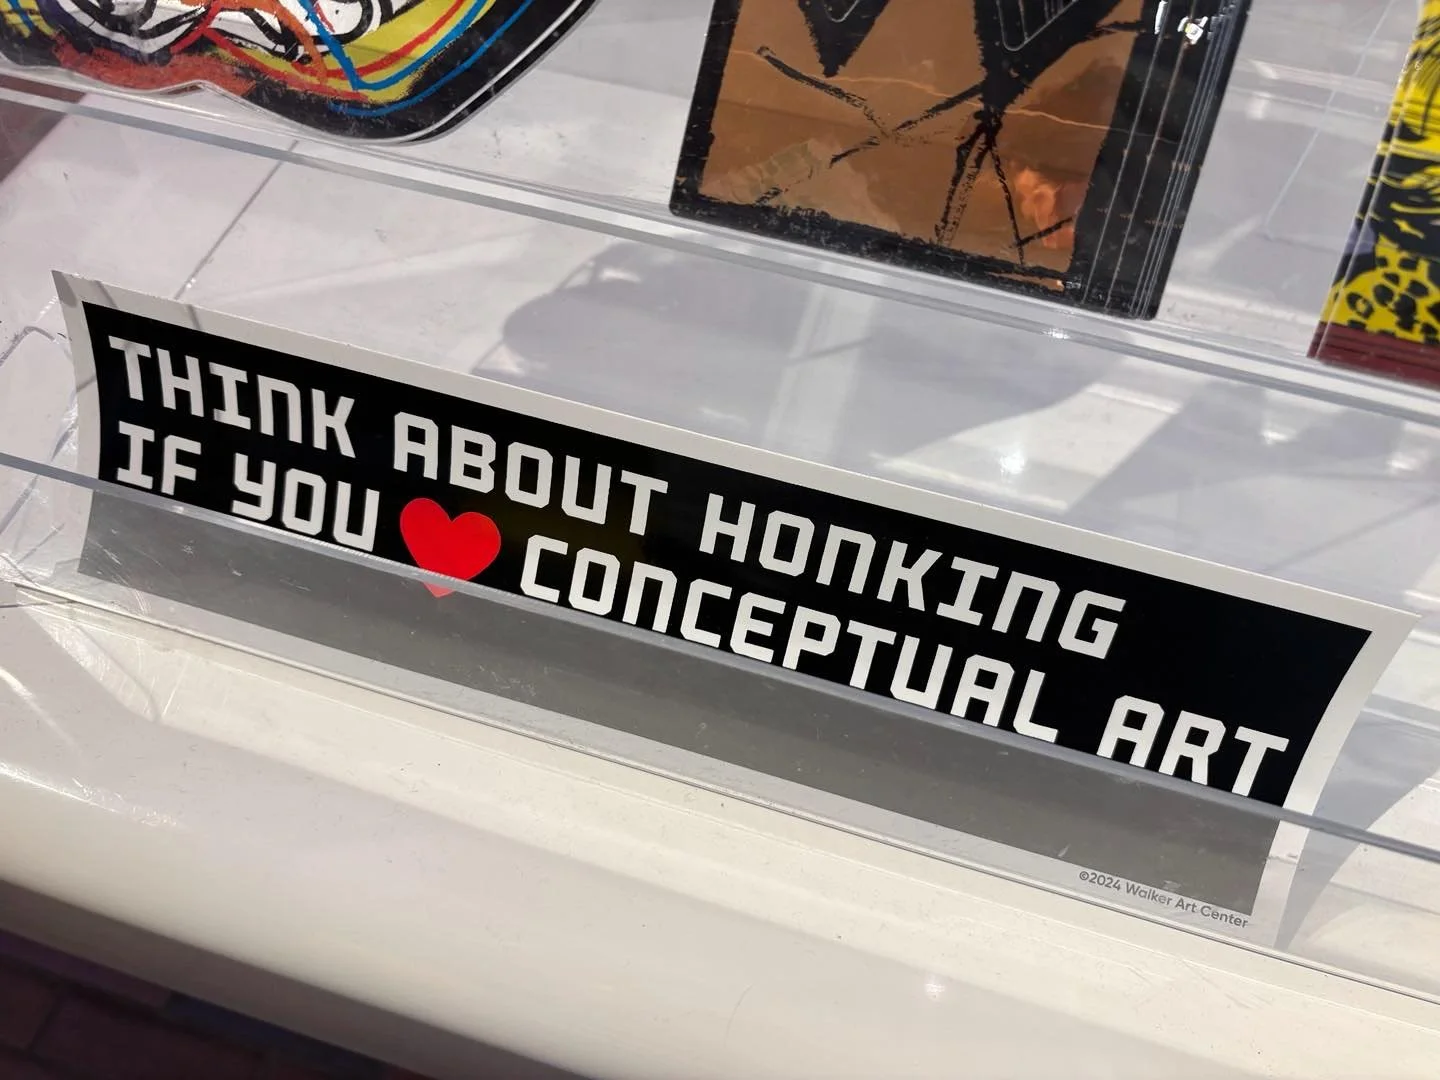 THINK ABOUT HONKING
IF YOU ❤ CONCEPTUAL ART
©2024 Walker Art Center